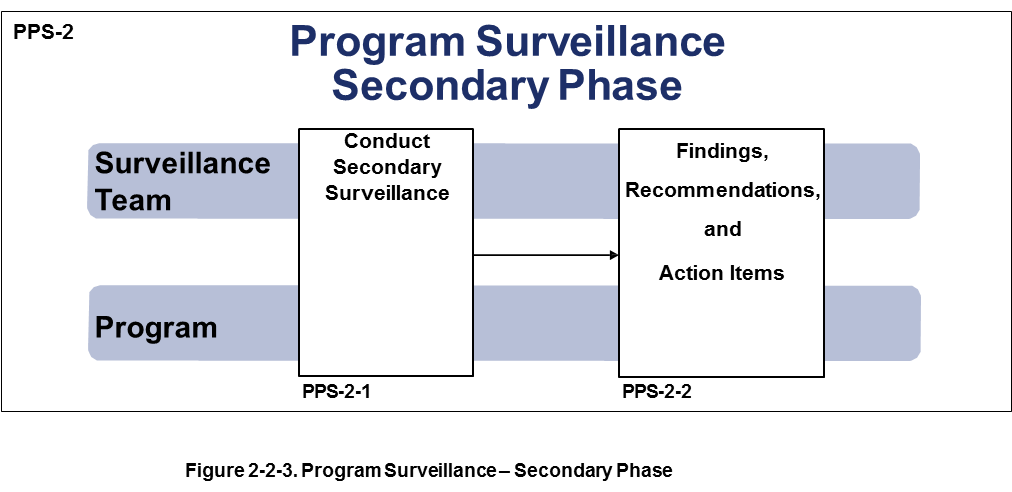 PPS-2
Program Surveillance
Secondary Phase
Surveillance
Team
Conduct
Secondary
Surveillance
Findings,
Recommendations,
and
Action Items
Program
PPS-2-1
PPS-2-2
Figure 2-2-3. Program Surveillance – Secondary Phase